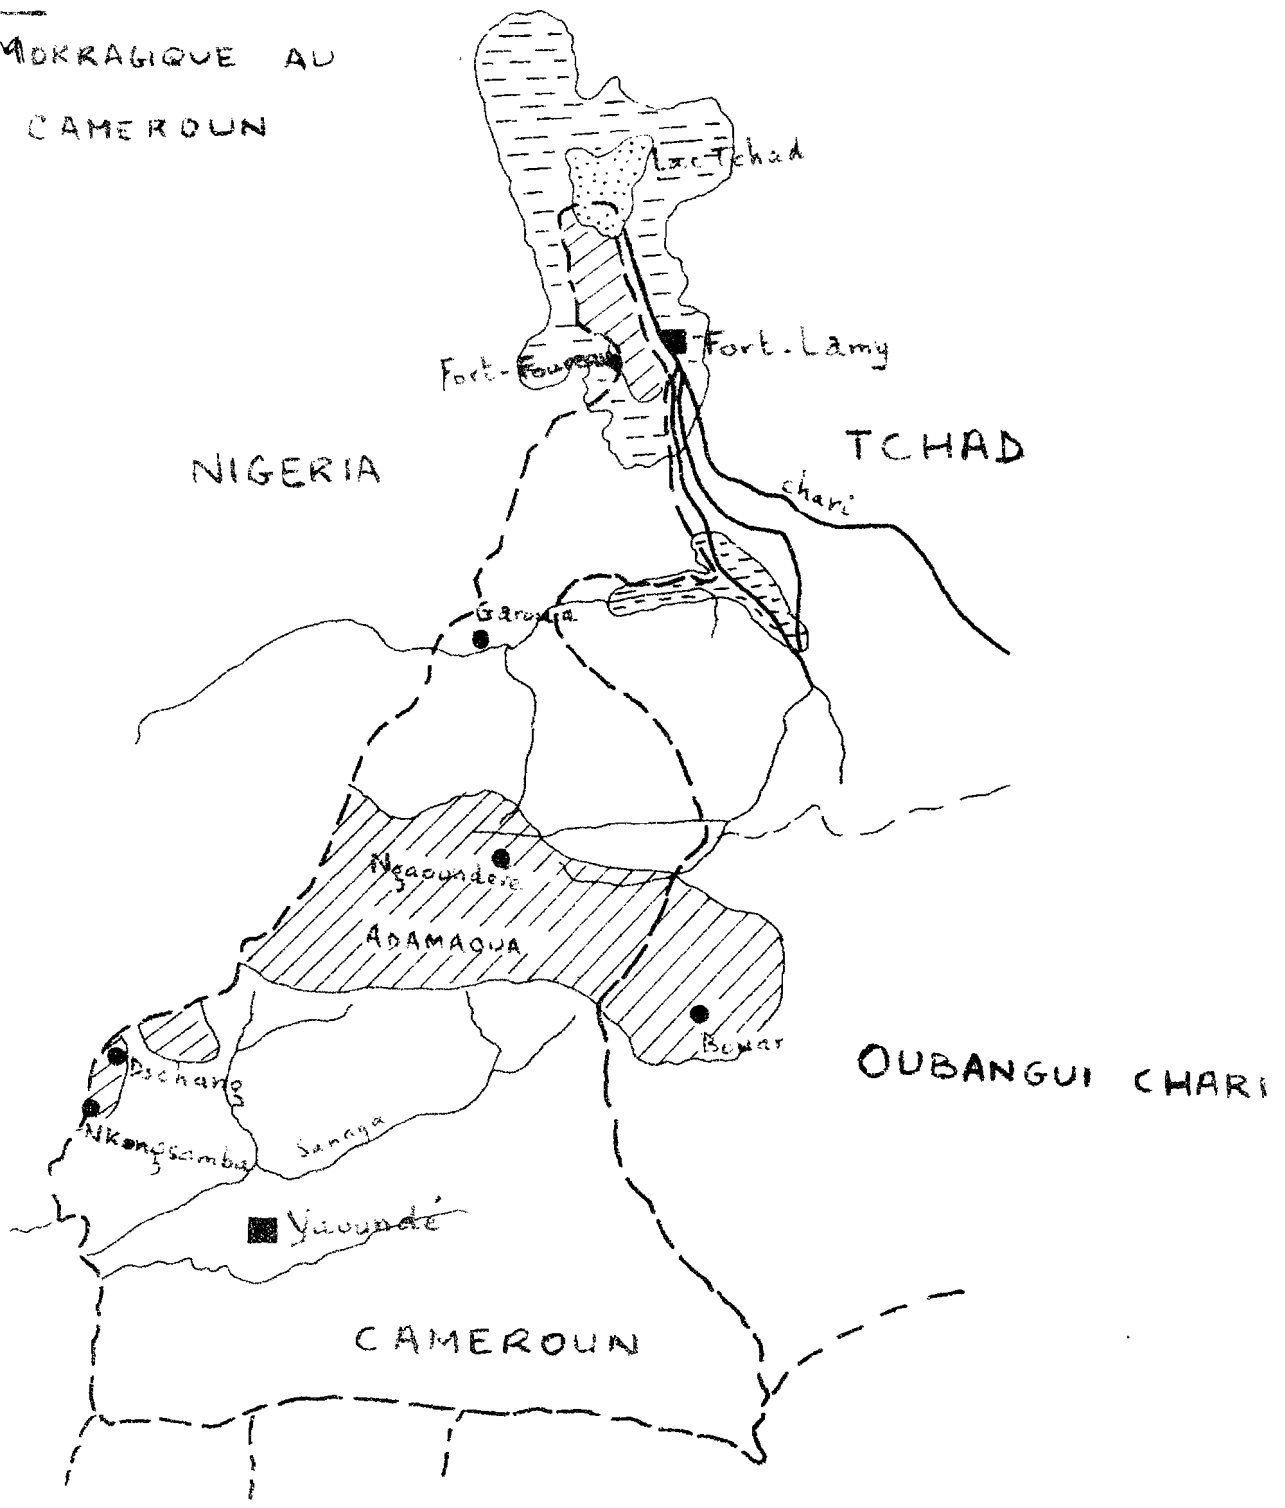 MOKRAGIQUE AU
CAMEROUN
Lac Tchad
Fort-Lamy
Fort-Foureau
TCHAD
NIGERIA
chari
Garoua
Ngaoundere
ADAMAOUA
Bouar
OUBANGUI CHARI
Dschang
Nkongsamba
Sanaga
Yaoundé
CAMEROUN